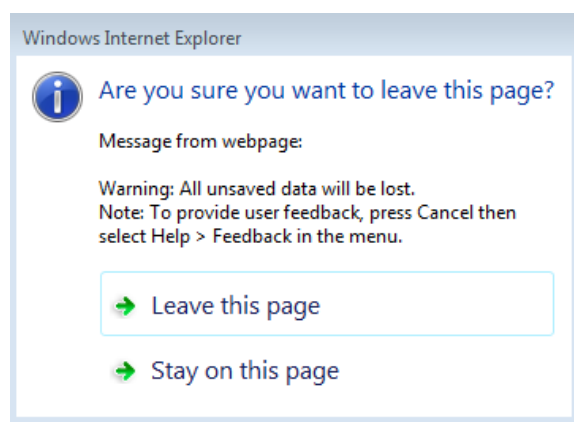 Windows Internet Explorer
Are you sure you want to leave this page?
Message from webpage:
Warning: All unsaved data will be lost.
Note: To provide user feedback, press Cancel then
select Help > Feedback in the menu.
Leave this page
Stay on this page